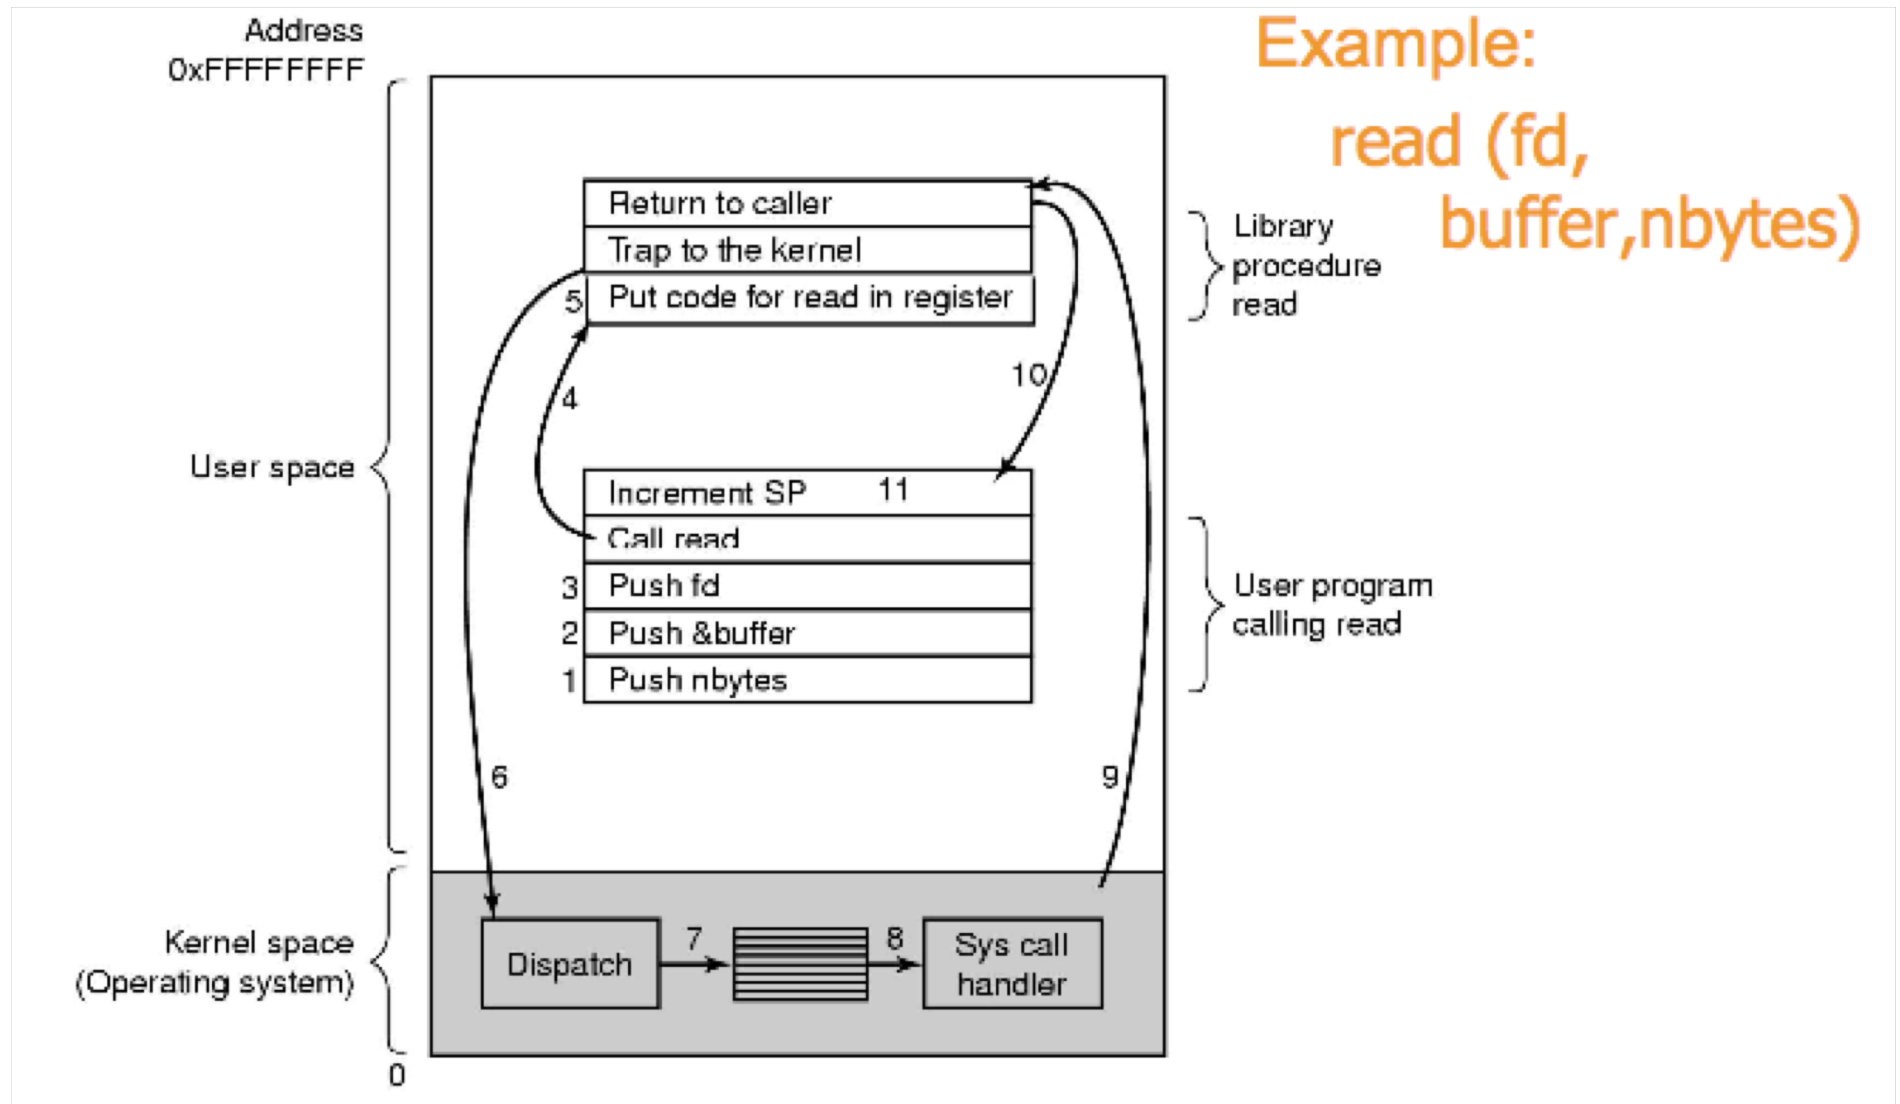 Address
0xFFFFFFFF
Example:
read (fd,
buffer,nbytes)
Return to caller
Trap to the kernel
5 Put code for read in register
Library
procedure
read
4
10
User space
Increment SP 11
Call read
3 Push fd
2 Push &buffer
1 Push nbytes
User program
calling read
6
9
Kernel space
(Operating system)
Dispatch
7
8
Sys call
handler
0